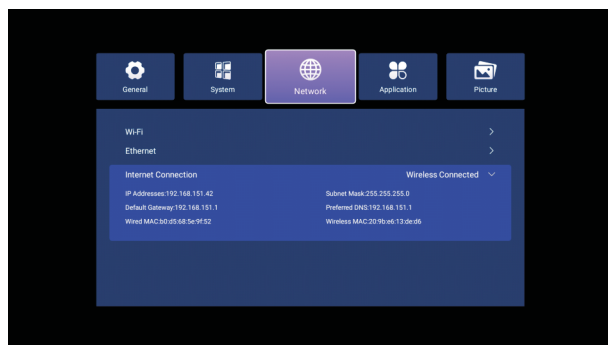 General System Network Application Picture
Wi-Fi
Ethernet
Internet Connection Wireless Connected
IP Addresses:192.168.151.42 Subnet Mask:255.255.255.0
Default Gateway:192.168.151.1 Preferred DNS:192.168.151.1
Wired MAC:b0:d5:68:5e:9f:52 Wireless MAC:20:9b:e6:13:de:d6